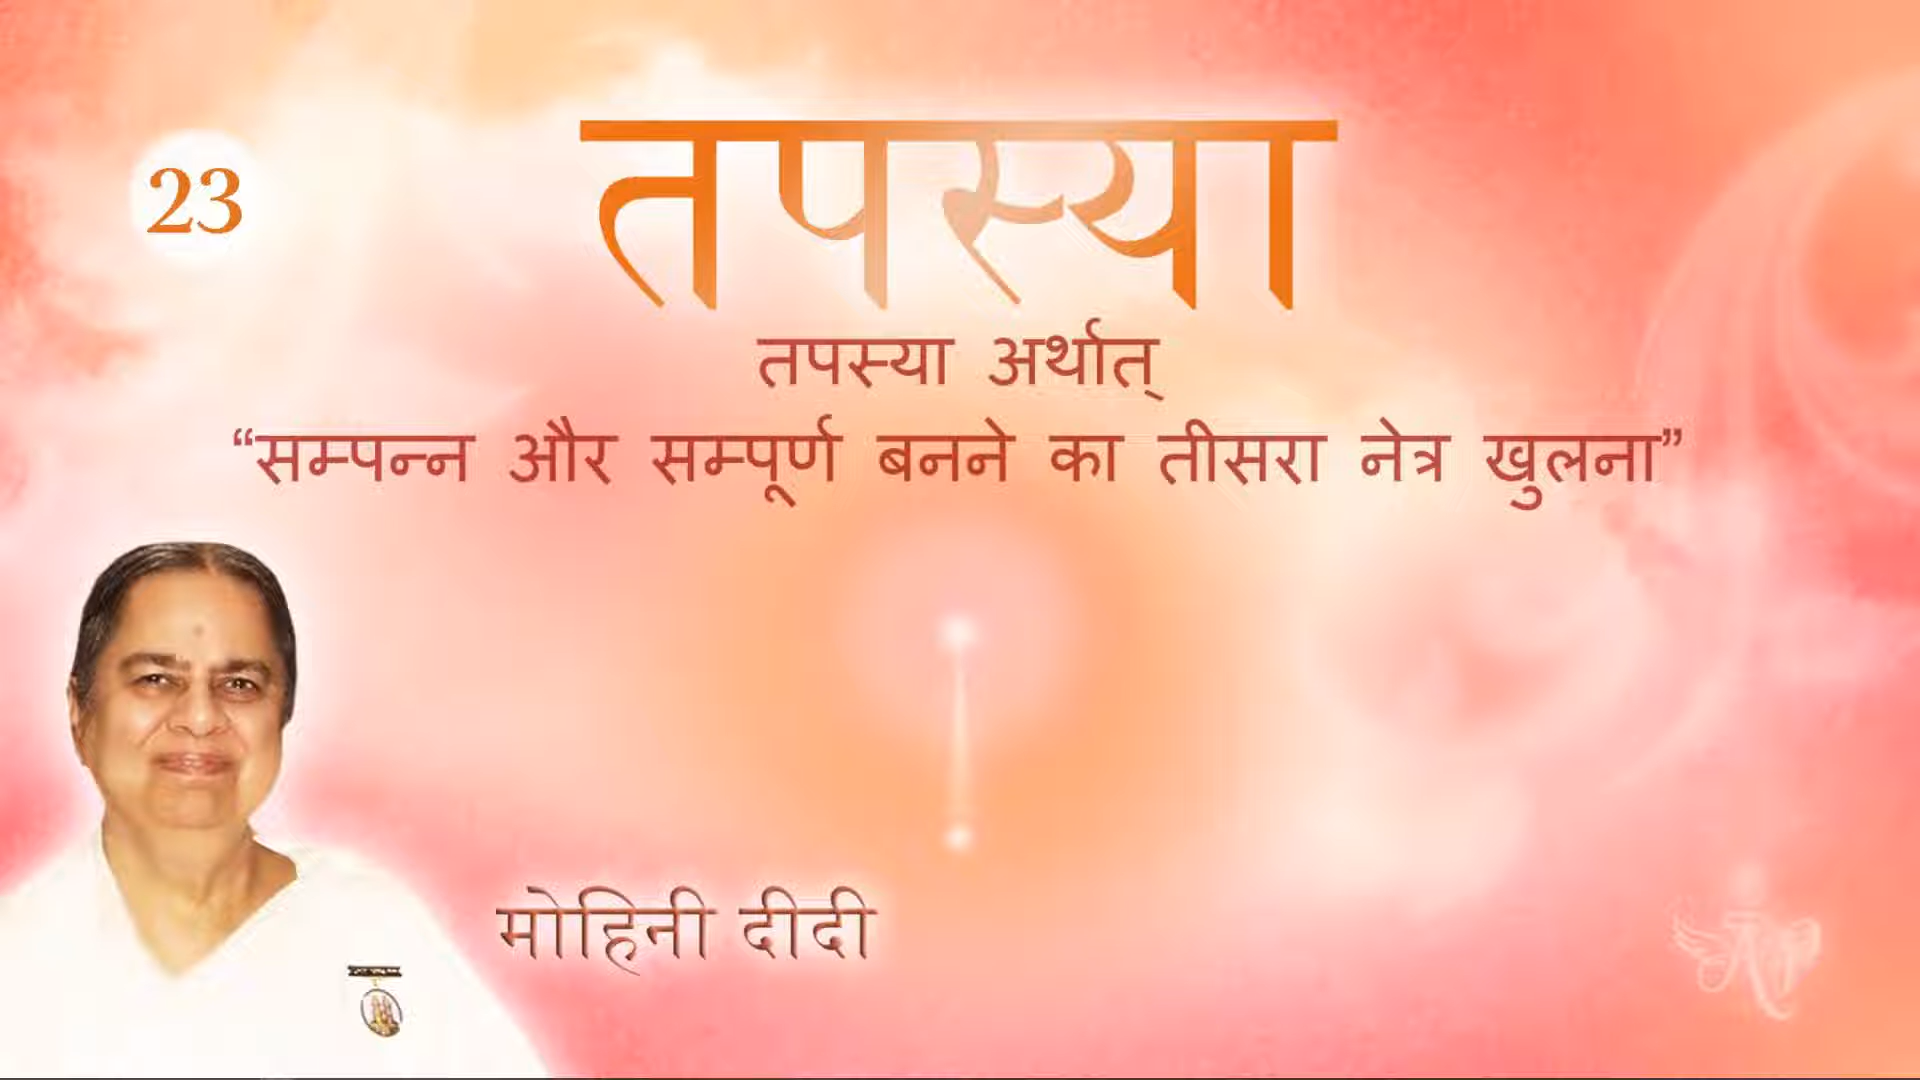 23
तपस्या
तपस्या अर्थात्
“सम्पन्न और सम्पूर्ण बनने का तीसरा नेत्र खुलना”
मोहिनी दीदी